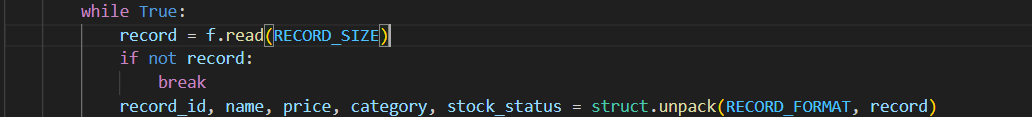 while True:
record = f.read(RECORD_SIZE)
if not record:
break
record_id, name, price, category, stock_status = struct.unpack(RECORD_FORMAT, record)